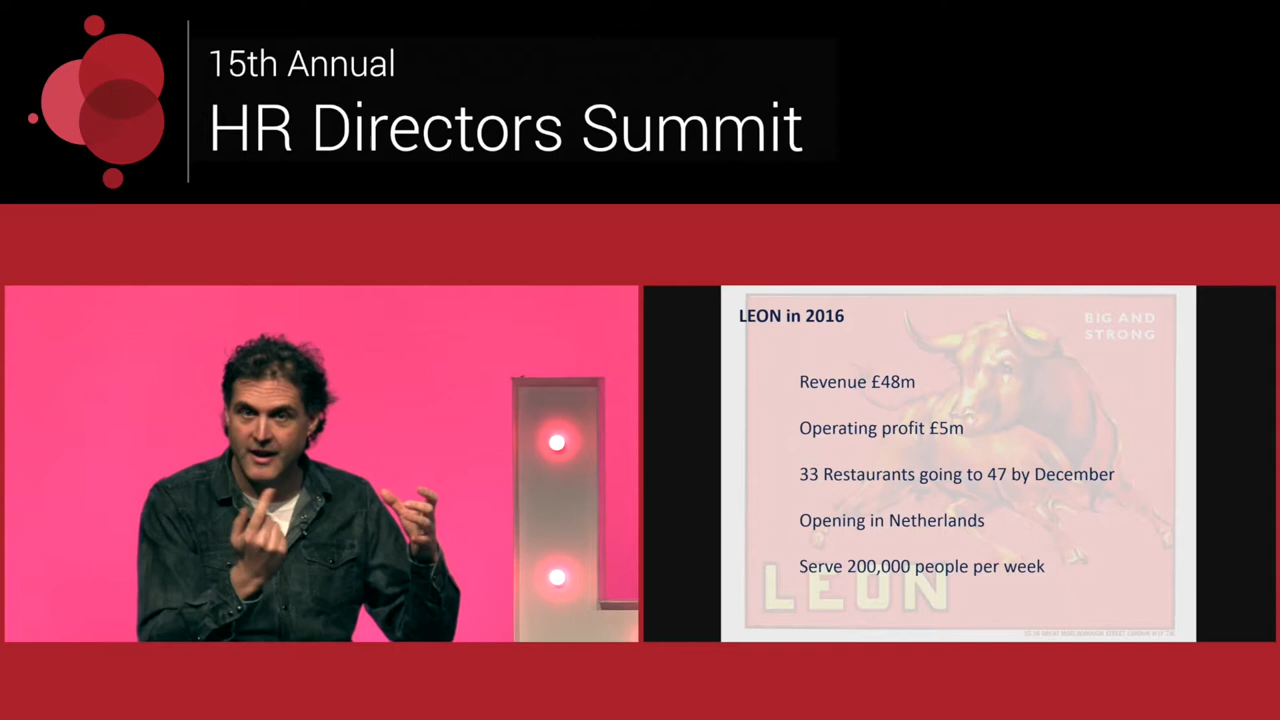 15th Annual
HR Directors Summit
LEON in 2016
BIG AND
STRONG
Revenue £48m
Operating profit £5m
33 Restaurants going to 47 by December
Opening in Netherlands
Serve 200,000 people per week
LEON